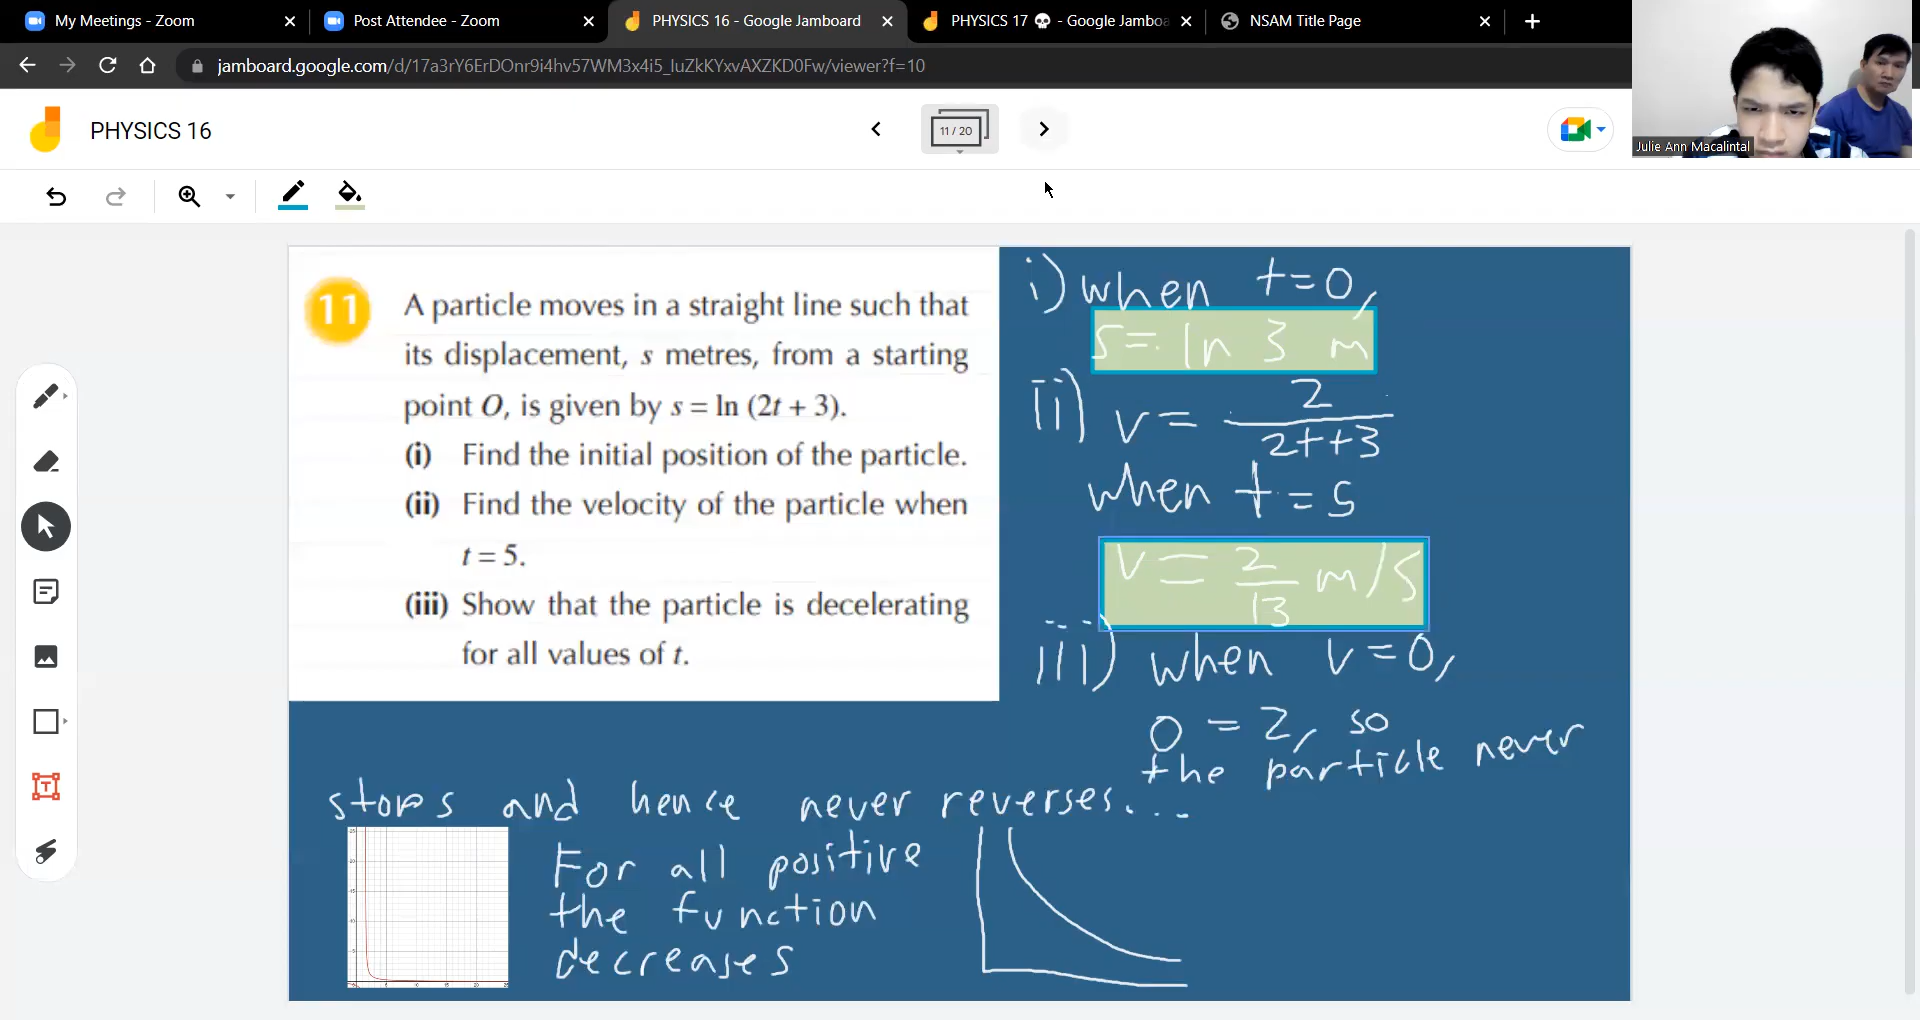 My Meetings - Zoom
Post Attendee - Zoom
PHYSICS 16 - Google Jamboard
PHYSICS 17 💀 - Google Jamboa
NSAM Title Page
jamboard.google.com/d/17a3rY6ErDOnr9i4hv57WM3x4i5_IuZkKYxvAXZKD0Fw/viewer?f=10
Julie Ann Macalintal
PHYSICS 16
11 / 20
11
A particle moves in a straight line such that
its displacement, s metres, from a starting
point O, is given by s = ln (2t + 3).
(i) Find the initial position of the particle.
(ii) Find the velocity of the particle when
t = 5.
(iii) Show that the particle is decelerating
for all values of t.
i) when t=0,
s = ln 3 m
ii) v = 2
2t+3
when t = 5
v = 2/13 m/s
iii) when v=0,
0 = 2, so
the particle never
stops and hence never reverses...
For all positive
the function
decreases